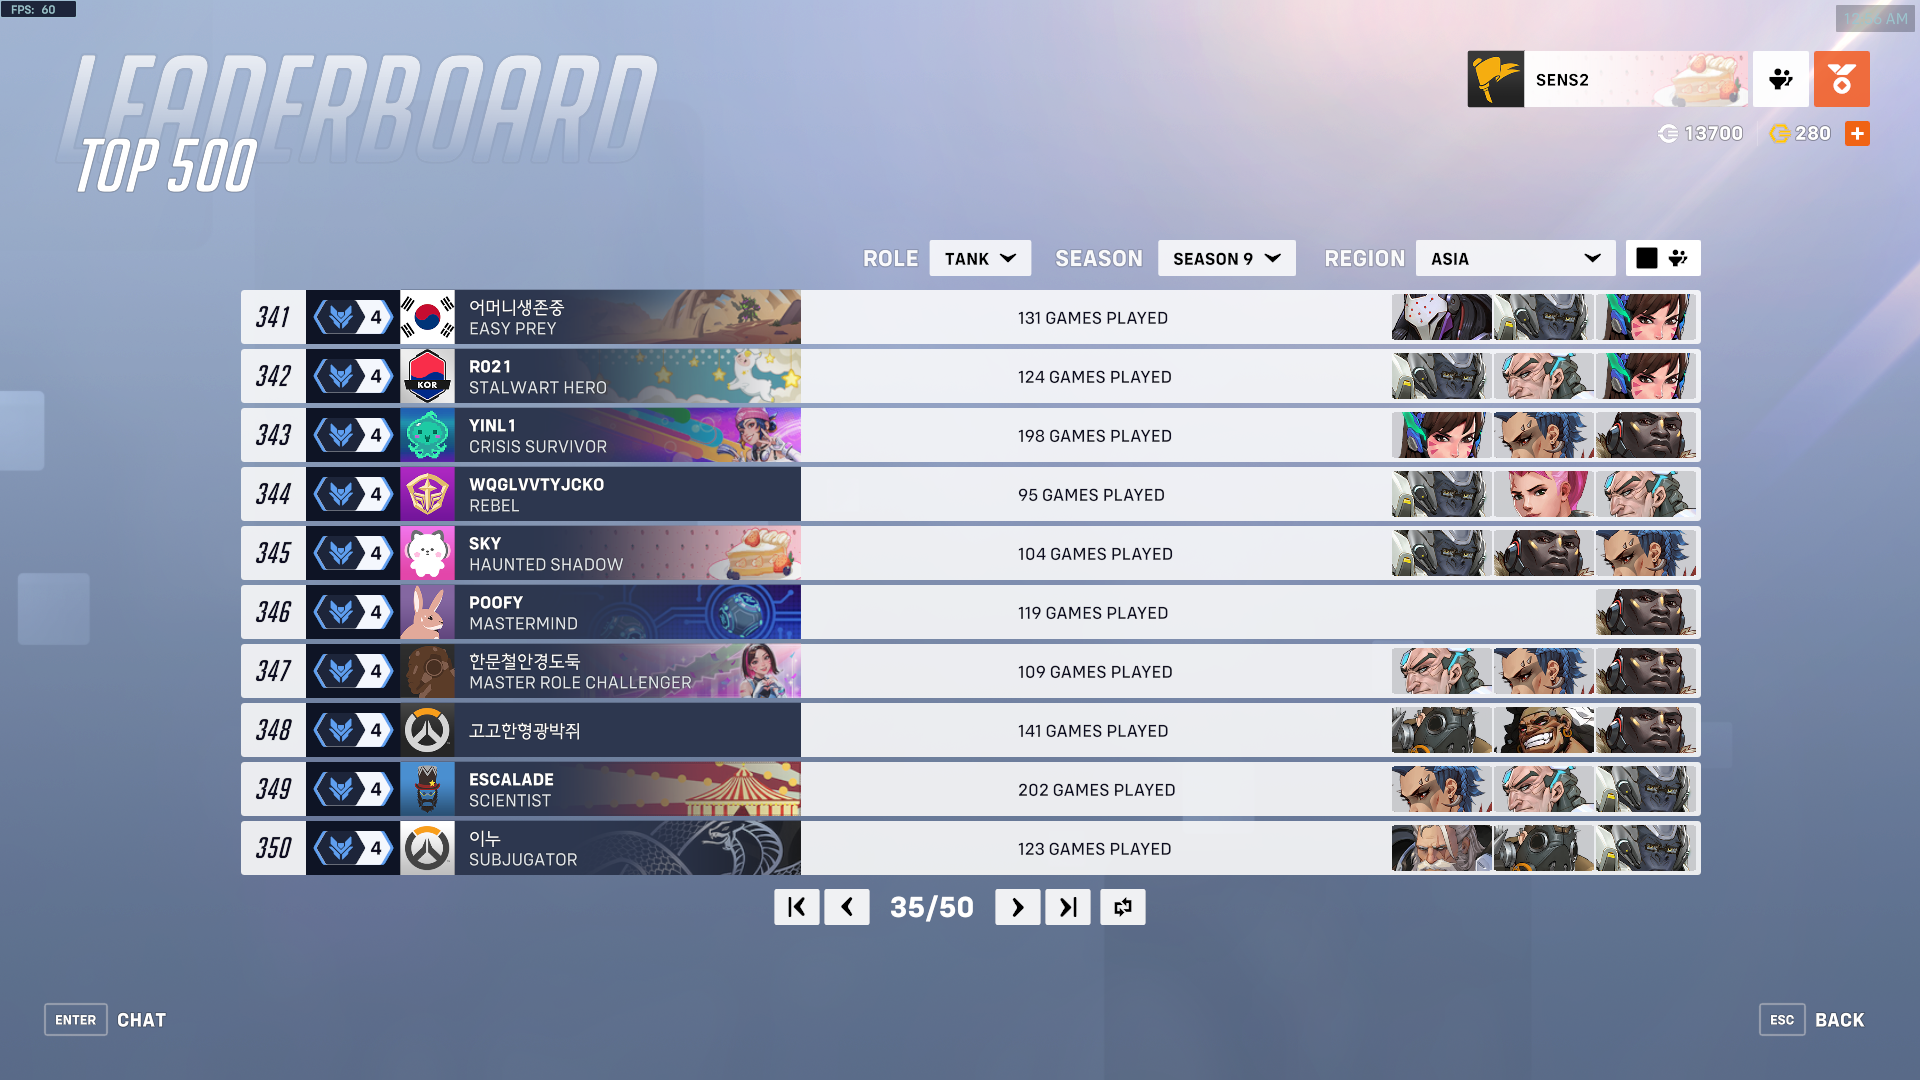 FPS: 60
LEADERBOARD
TOP 500
SENS2
13700
280
ROLE TANK SEASON SEASON 9 REGION ASIA
341 4 어머니생존중 131 GAMES PLAYED
EASY PREY
342 4 KOR RO21 124 GAMES PLAYED
STALWART HERO
343 4 YINL1 198 GAMES PLAYED
CRISIS SURVIVOR
344 4 WQGLVVTYJCKO 95 GAMES PLAYED
REBEL
345 4 SKY 104 GAMES PLAYED
HAUNTED SHADOW
346 4 POOFY 119 GAMES PLAYED
MASTERMIND
347 4 한문철안경도둑 109 GAMES PLAYED
MASTER ROLE CHALLENGER
348 4 고고한형광박쥐 141 GAMES PLAYED
349 4 ESCALADE 202 GAMES PLAYED
SCIENTIST
350 4 이누 123 GAMES PLAYED
SUBJUGATOR
35/50
ENTER CHAT
ESC BACK